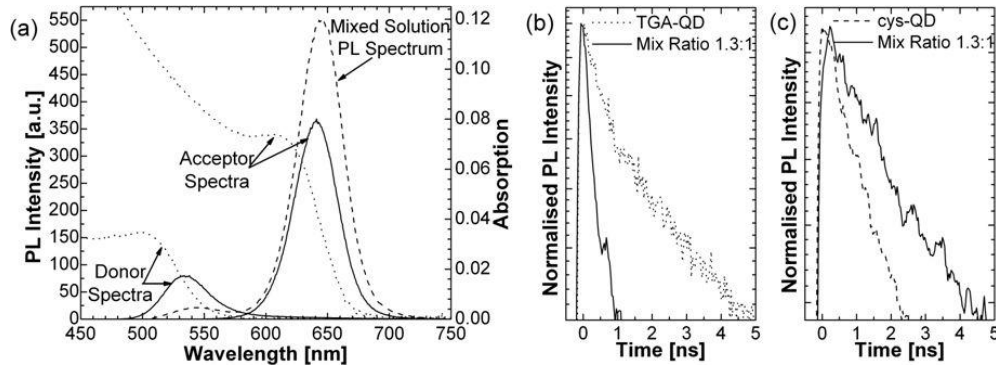 (a)
Mixed Solution
PL Spectrum
Acceptor
Spectra
Donor
Spectra
PL Intensity [a.u.]
550
500
450
400
350
300
250
200
150
100
50
0
0.12
0.10
0.08
0.06
0.04
0.02
0.00
Absorption
450 500 550 600 650 700 750
Wavelength [nm]
(b)
TGA-QD
Mix Ratio 1.3:1
Normalised PL Intensity
0 1 2 3 4 5
Time [ns]
(c)
cys-QD
Mix Ratio 1.3:1
Normalised PL Intensity
0 1 2 3 4 5
Time [ns]